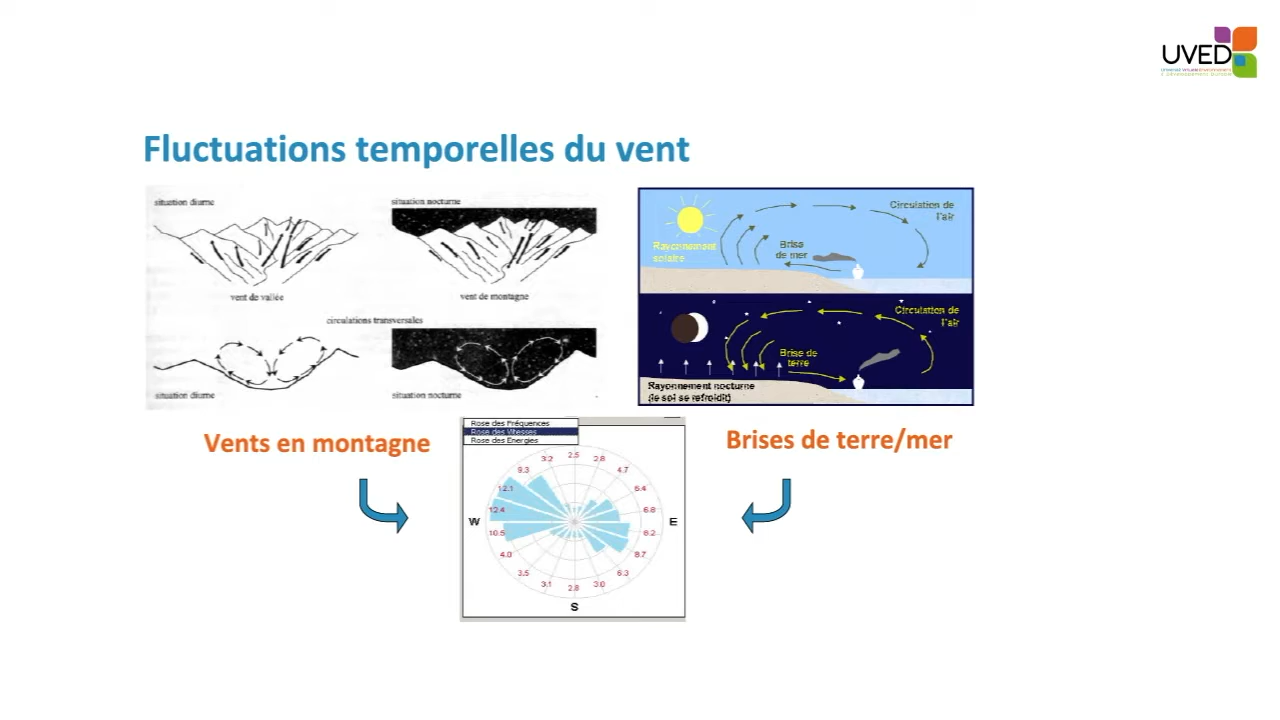 UVED
Fluctuations temporelles du vent
situation diurne
situation nocturne
vent de vallée
vent de montagne
circulations transversales
situation diurne
situation nocturne
Circulation de
l'air
Rayonnement
solaire
Brise
de mer
Circulation de
l'air
Brise de
terre
Rayonnement nocturne
(le sol se refroidit)
Vents en montagne
Brises de terre/mer
Rose des Fréquences
Rose des Vitesses
Rose des Energies
3.2 2.5 2.8
9.3 4.7
12.1 6.4
12.4 6.8
W E
10.5 8.2
4.0 8.7
3.5 6.3
3.1 2.8 3.0
S